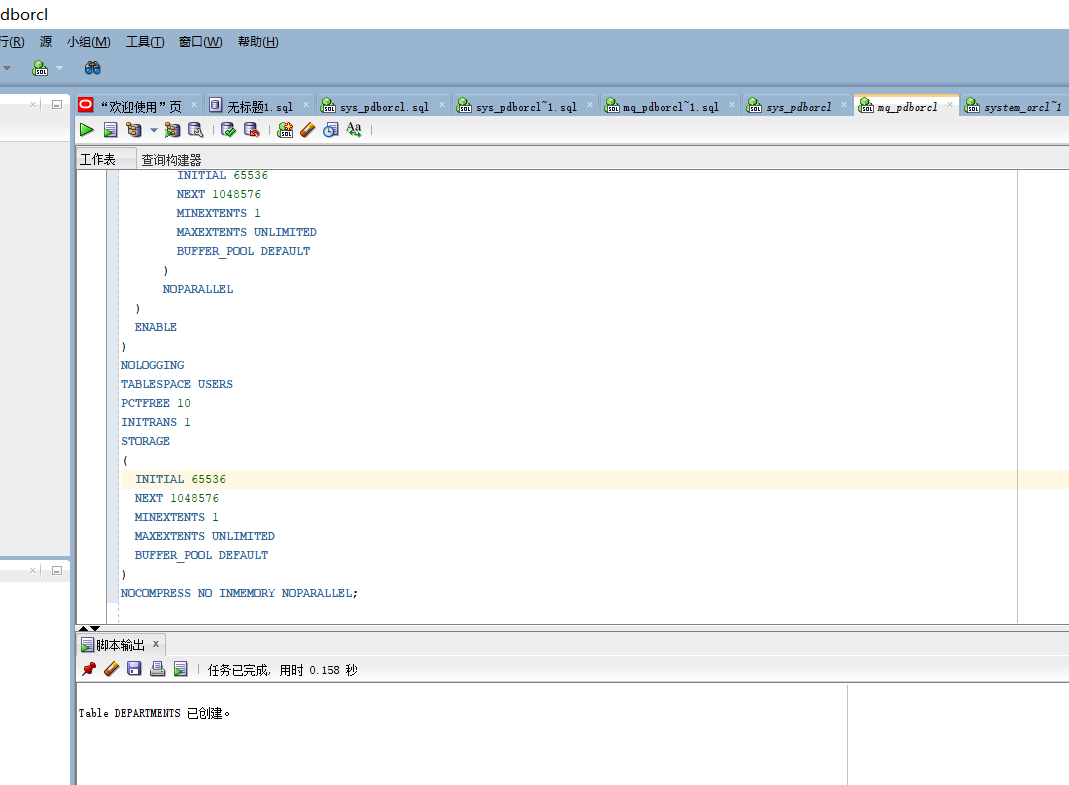 dborcl
行(R) 源 小组(M) 工具(T) 窗口(W) 帮助(H)
“欢迎使用”页 无标题1.sql sys_pdborcl.sql sys_pdborcl~1.sql mq_pdborcl~1.sql sys_pdborcl mq_pdborcl system_orcl~1
工作表 查询构建器
INITIAL 65536
NEXT 1048576
MINEXTENTS 1
MAXEXTENTS UNLIMITED
BUFFER_POOL DEFAULT
)
NOPARALLEL
)
ENABLE
)
NOLOGGING
TABLESPACE USERS
PCTFREE 10
INITRANS 1
STORAGE
(
INITIAL 65536
NEXT 1048576
MINEXTENTS 1
MAXEXTENTS UNLIMITED
BUFFER_POOL DEFAULT
)
NOCOMPRESS NO INMEMORY NOPARALLEL;
脚本输出
任务已完成, 用时 0.158 秒
Table DEPARTMENTS 已创建。